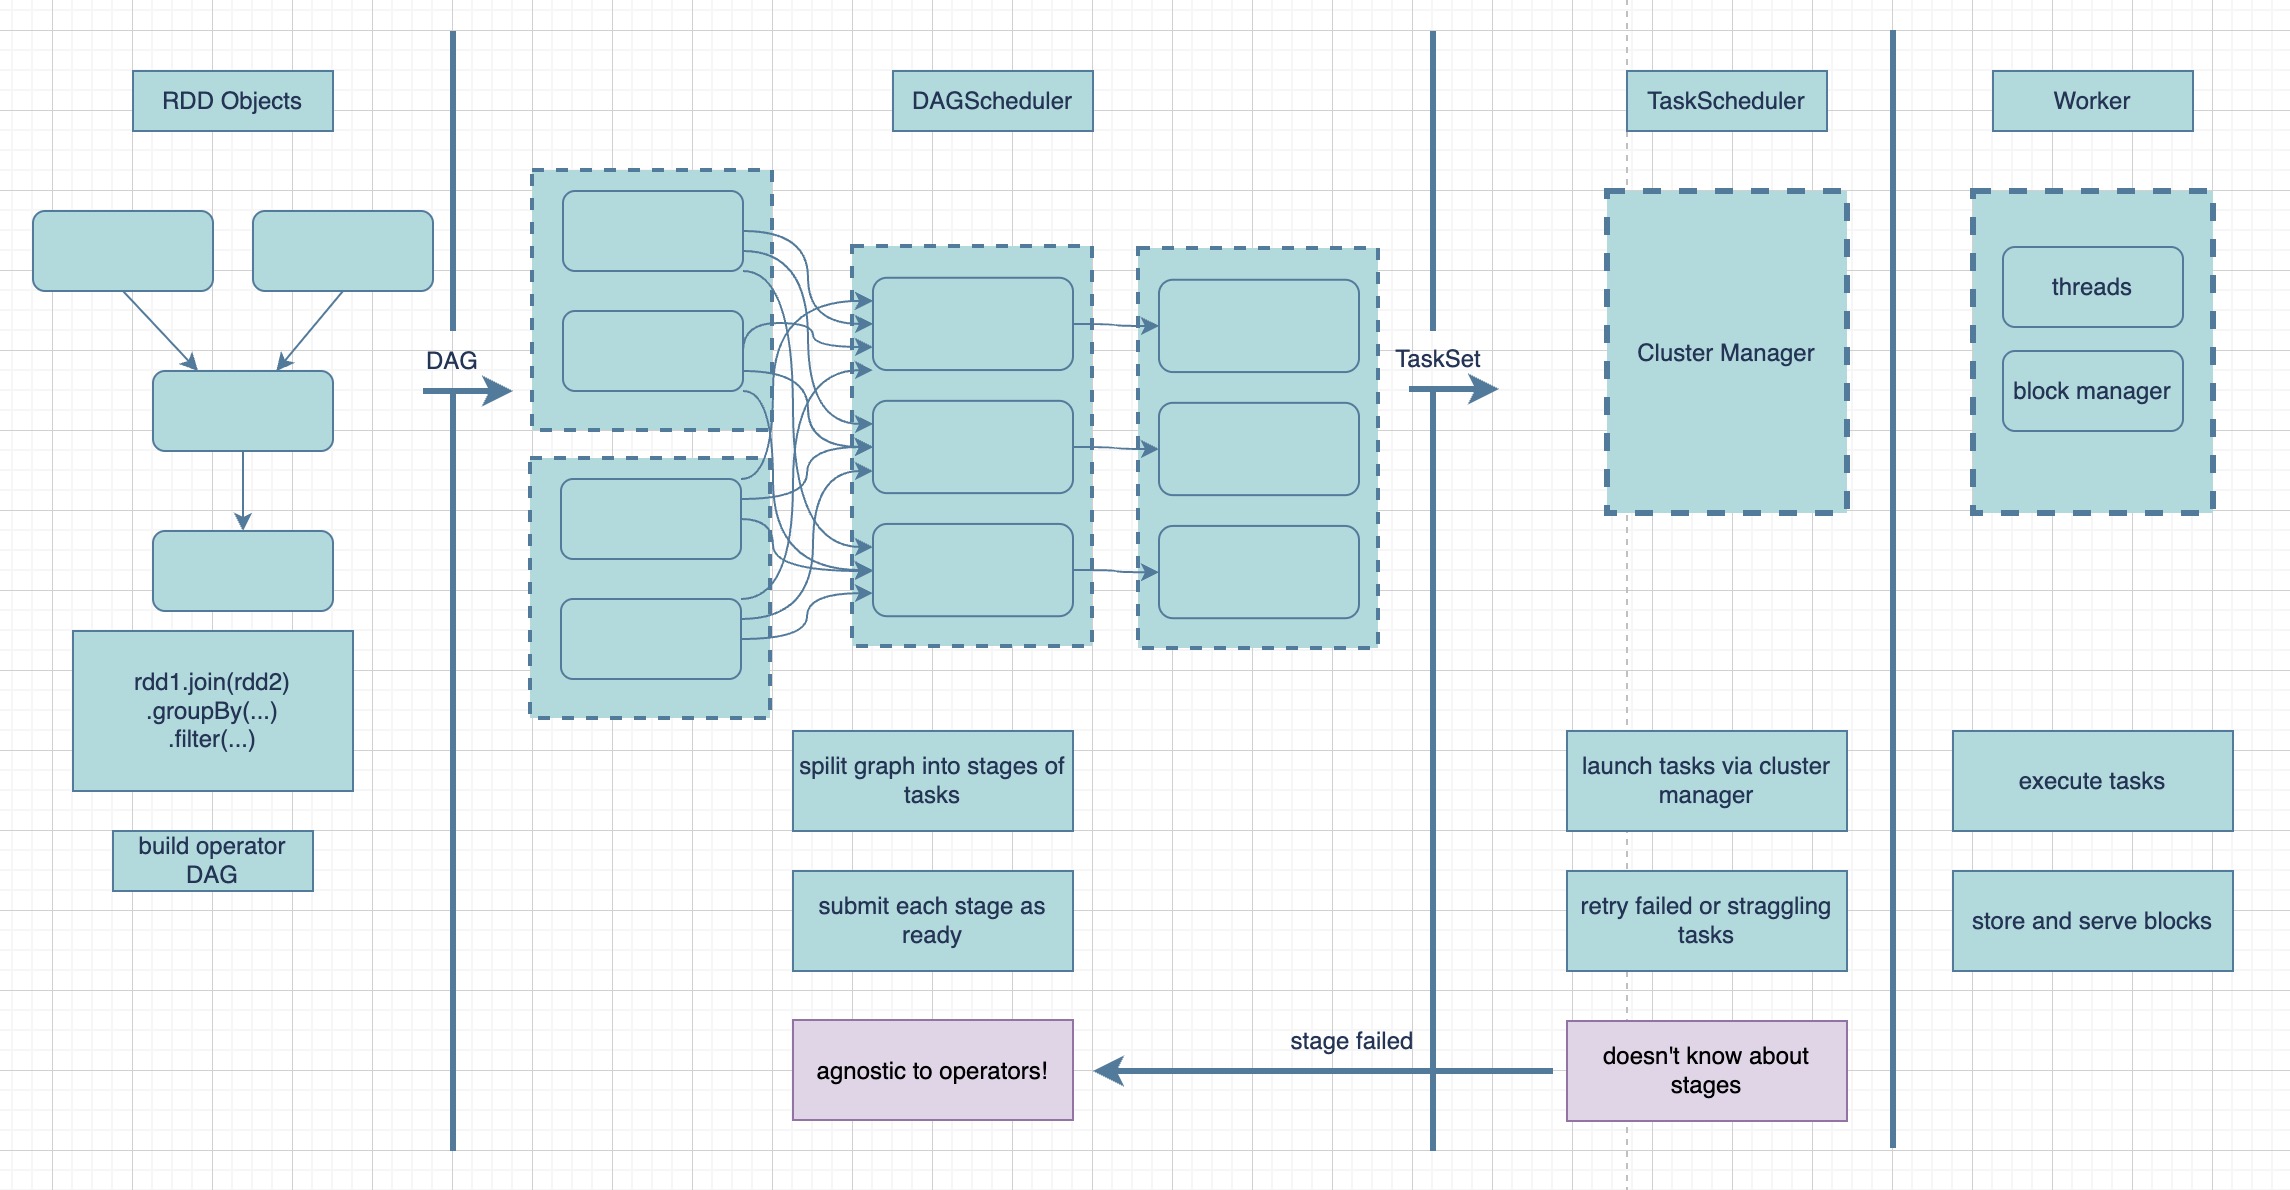 RDD Objects
DAGScheduler
TaskScheduler
Worker
DAG
TaskSet
Cluster Manager
threads
block manager
rdd1.join(rdd2)
.groupBy(...)
.filter(...)
build operator
DAG
spilit graph into stages of
tasks
submit each stage as
ready
agnostic to operators!
stage failed
launch tasks via cluster
manager
retry failed or straggling
tasks
doesn't know about
stages
execute tasks
store and serve blocks